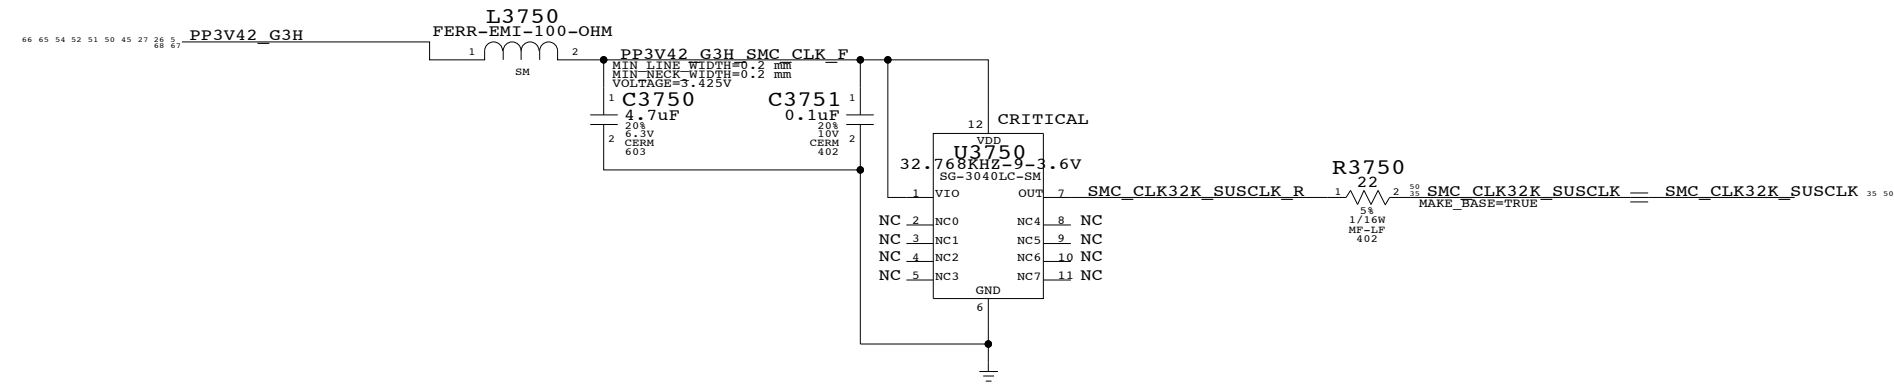 L3750
FERR-EMI-100-OHM
66 65 54 52 51 50 45 27 26 5
68 67
PP3V42_G3H
1
2
SM
PP3V42_G3H_SMC_CLK_F
MIN_LINE_WIDTH=0.2 mm
MIN_NECK_WIDTH=0.2 mm
VOLTAGE=3.425V
1
C3750
4.7uF
20%
6.3V
CERM
603
2
C3751
1
0.1uF
20%
10V
CERM
402
2
12
CRITICAL
VDD
U3750
32.768KHZ-9-3.6V
SG-3040LC-SM
1 VIO
OUT 7
SMC_CLK32K_SUSCLK_R
R3750
22
1
2
5%
1/16W
MF-LF
402
50
35
SMC_CLK32K_SUSCLK
MAKE_BASE=TRUE
SMC_CLK32K_SUSCLK
35 50
NC 2 NC0
NC4 8 NC
NC 3 NC1
NC5 9 NC
NC 4 NC2
NC6 10 NC
NC 5 NC3
NC7 11 NC
GND
6